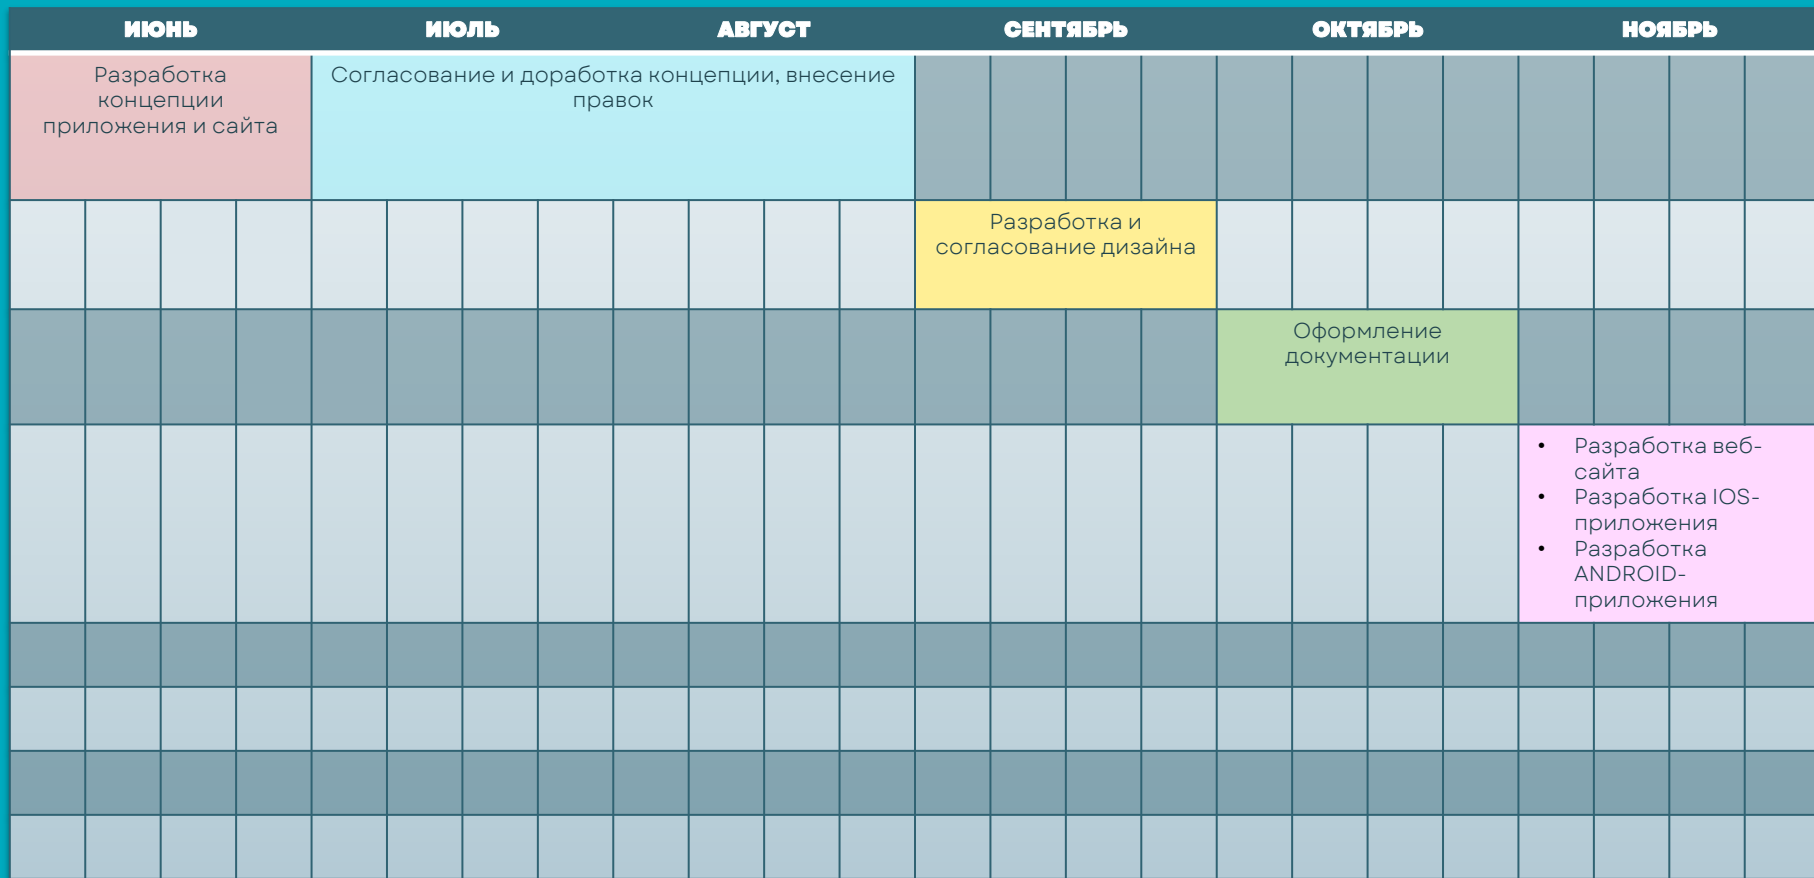 ИЮНЬ ИЮЛЬ АВГУСТ СЕНТЯБРЬ ОКТЯБРЬ НОЯБРЬ
Разработка
концепции
приложения и сайта
Согласование и доработка концепции, внесение
правок
Разработка и
согласование дизайна
Оформление
документации
• Разработка веб-
сайта
• Разработка IOS-
приложения
• Разработка
ANDROID-
приложения